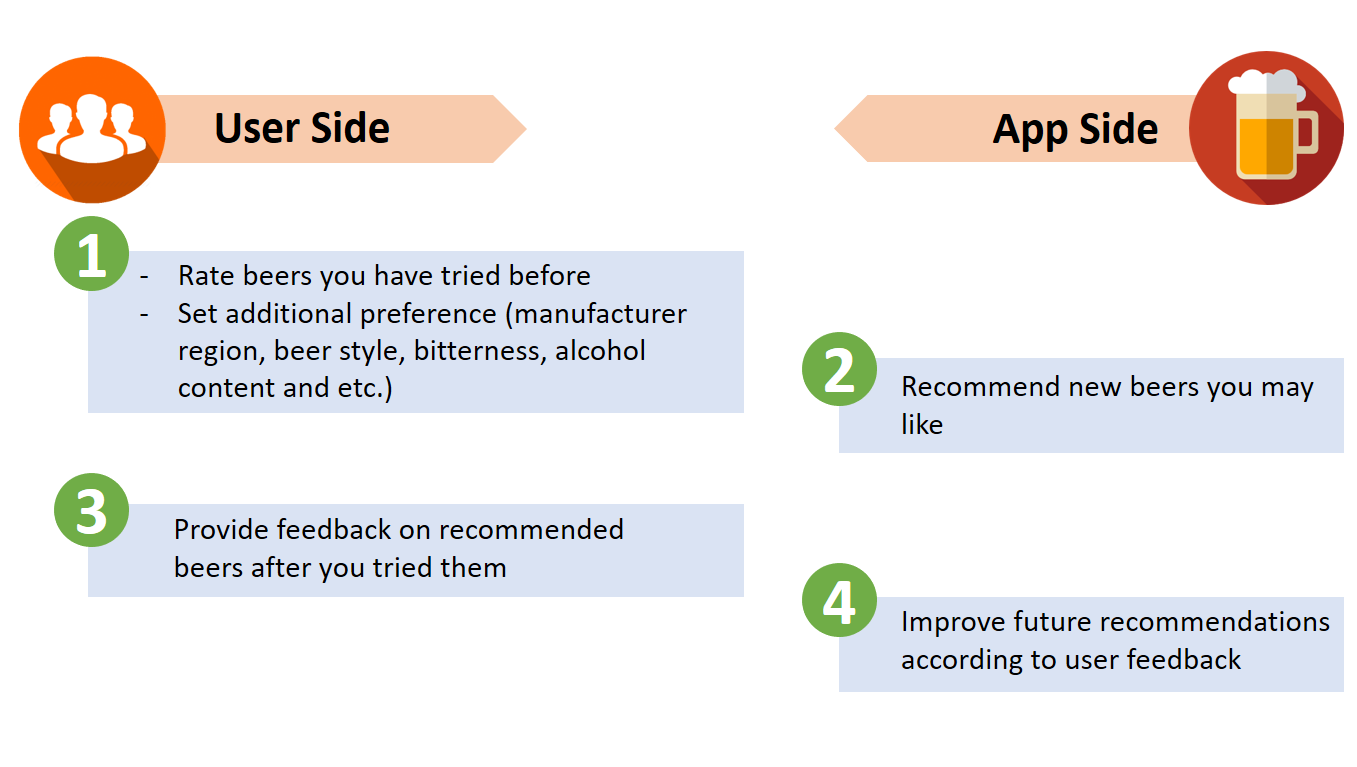 User Side
App Side
1
- Rate beers you have tried before
- Set additional preference (manufacturer
region, beer style, bitterness, alcohol
content and etc.)
2
Recommend new beers you may
like
3
Provide feedback on recommended
beers after you tried them
4
Improve future recommendations
according to user feedback